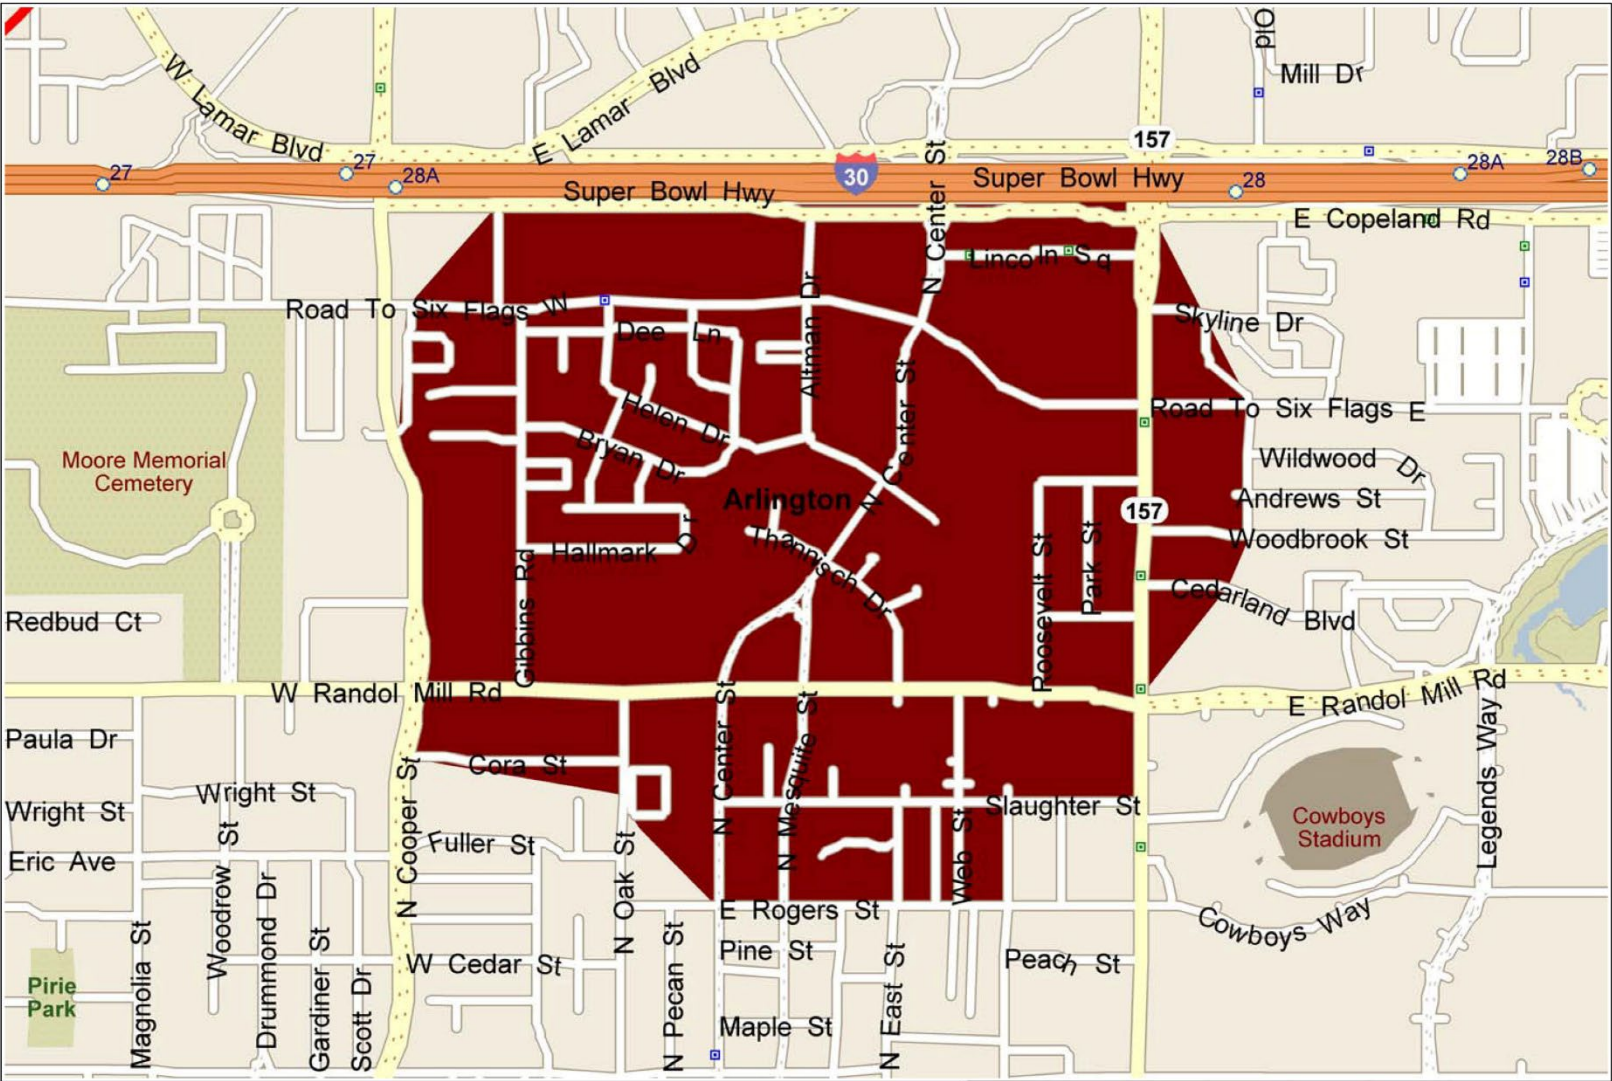 Old
Mill Dr
W Lamar Blvd
E Lamar Blvd
157
27
27
28A
30
Super Bowl Hwy
Super Bowl Hwy
28
28A
28B
N Center St
E Copeland Rd
Lincoln Sq
Road To Six Flags W
Dee Ln
Altman Dr
Skyline Dr
Helen Dr
N Center St
Road To Six Flags E
Moore Memorial
Cemetery
Bryan Dr
Wildwood Dr
Arlington
157
Andrews St
Hallmark Dr
Thannisch Dr
Woodbrook St
Gibbins Rd
Roosevelt St
Park St
Cedarland Blvd
Redbud Ct
W Randol Mill Rd
E Randol Mill Rd
Paula Dr
Cora St
N Center St
N Mesquite St
Legends Way
Wright St
Wright St
Slaughter St
Cowboys
Stadium
N Cooper St
Fuller St
Web St
Eric Ave
Woodrow St
Drummond Dr
N Oak St
E Rogers St
Cowboys Way
Magnolia St
Gardiner St
Scott Dr
W Cedar St
N Pecan St
Pine St
N East St
Peach St
Pirie
Park
Maple St